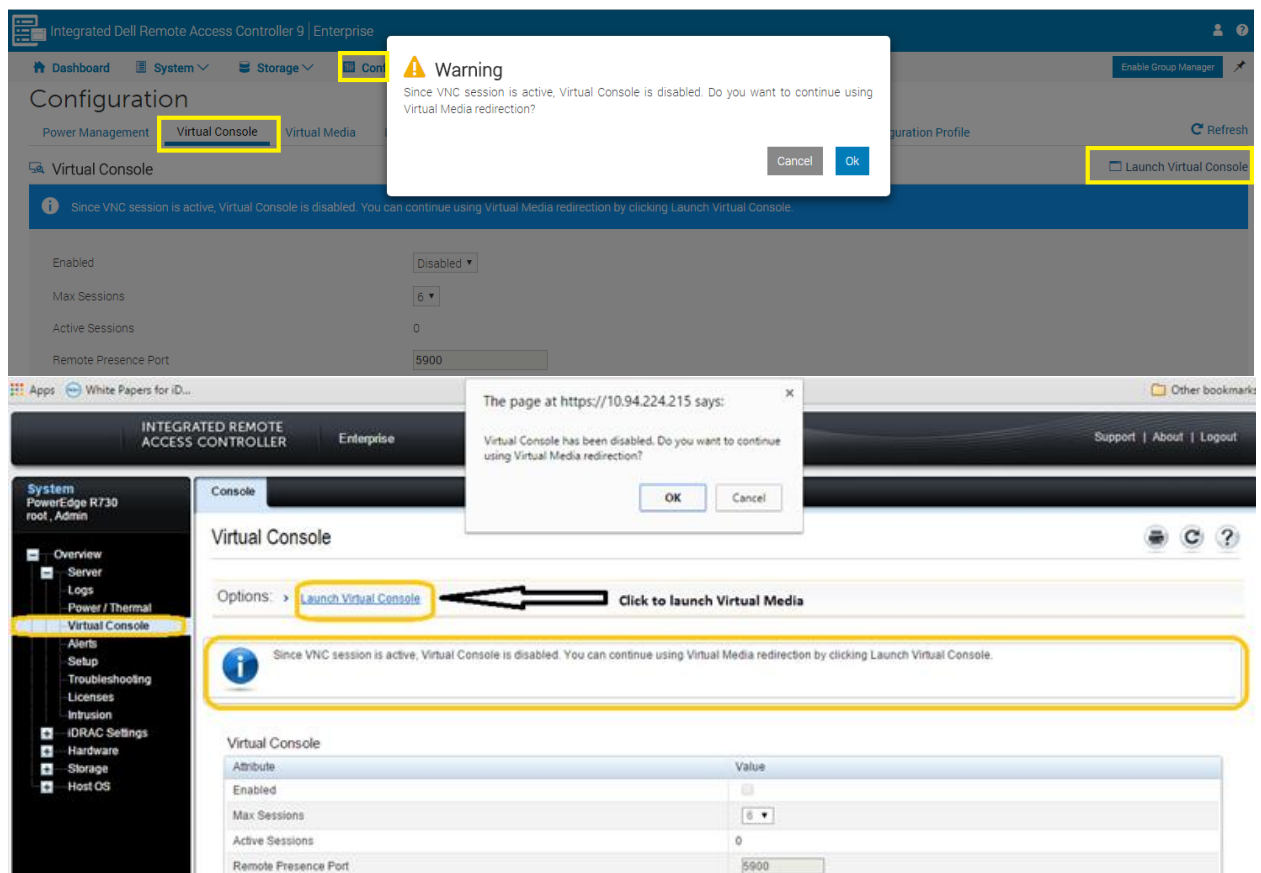 Integrated Dell Remote Access Controller 9 | Enterprise
Dashboard System Storage Conf
Enable Group Manager
Warning
Since VNC session is active, Virtual Console is disabled. Do you want to continue using
Virtual Media redirection?
Cancel Ok
Configuration
Power Management Virtual Console Virtual Media
guration Profile
Refresh
Virtual Console
Launch Virtual Console
Since VNC session is active, Virtual Console is disabled. You can continue using Virtual Media redirection by clicking Launch Virtual Console.
Enabled Disabled
Max Sessions 6
Active Sessions 0
Remote Presence Port 5900
Apps White Papers for iD...
Other bookmarks
The page at https://10.94.224.215 says:
Virtual Console has been disabled. Do you want to continue
using Virtual Media redirection?
OK Cancel
INTEGRATED REMOTE
ACCESS CONTROLLER Enterprise
Support | About | Logout
System
PowerEdge R730
root , Admin
Overview
Server
Logs
Power / Thermal
Virtual Console
Alerts
Setup
Troubleshooting
Licenses
Intrusion
iDRAC Settings
Hardware
Storage
Host OS
Console
Virtual Console
Options: Launch Virtual Console
Click to launch Virtual Media
Since VNC session is active, Virtual Console is disabled. You can continue using Virtual Media redirection by clicking Launch Virtual Console.
Virtual Console
Attribute Value
Enabled
Max Sessions 6
Active Sessions 0
Remote Presence Port 5900